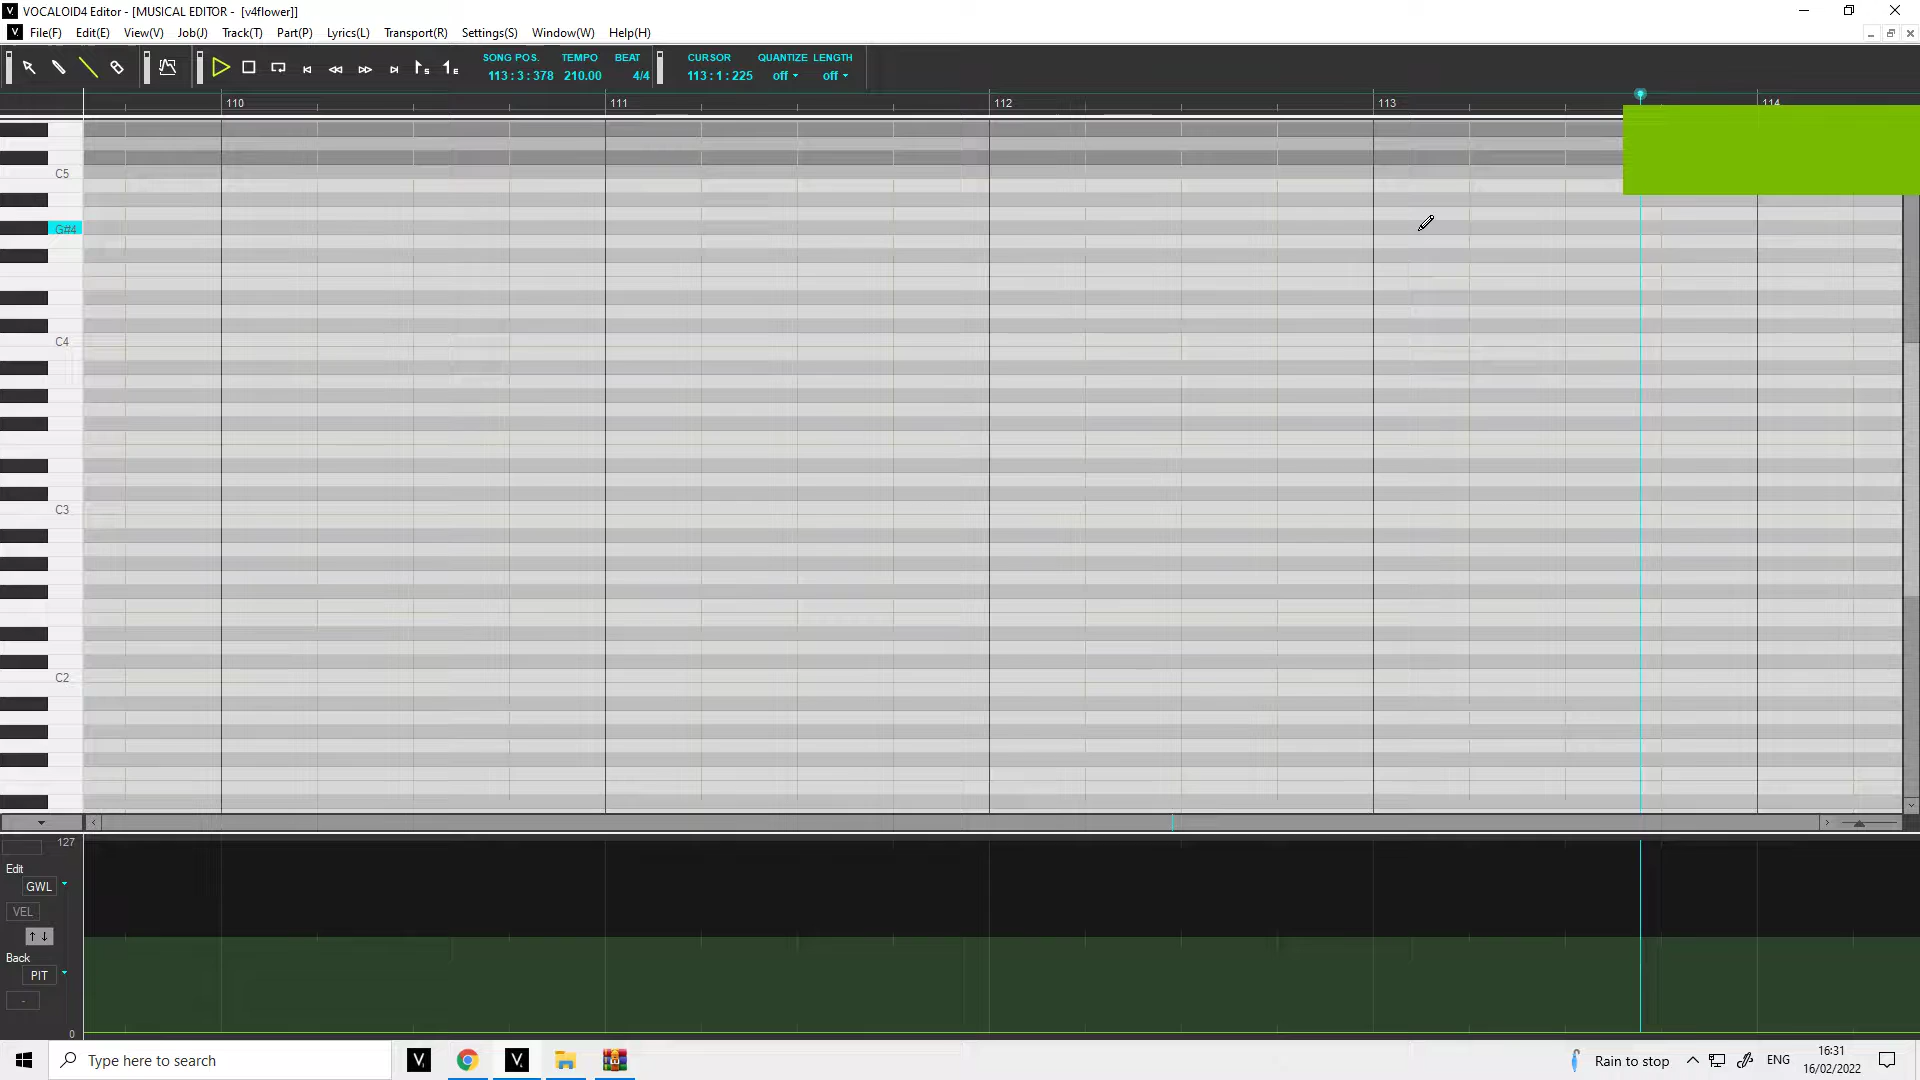 VOCALOID4 Editor - [MUSICAL EDITOR - [v4flower]]
File(F) Edit(E) View(V) Job(J) Track(T) Part(P) Lyrics(L) Transport(R) Settings(S) Window(W) Help(H)
SONG POS. TEMPO BEAT CURSOR QUANTIZE LENGTH
113 : 3 : 378 210.00 4/4 113 : 1 : 225 off off
110 111 112 113 114
C5
G#4
C4
C3
C2
127
Edit
GWL
VEL
Back
PIT
0
Type here to search
Rain to stop ENG 16:31
16/02/2022